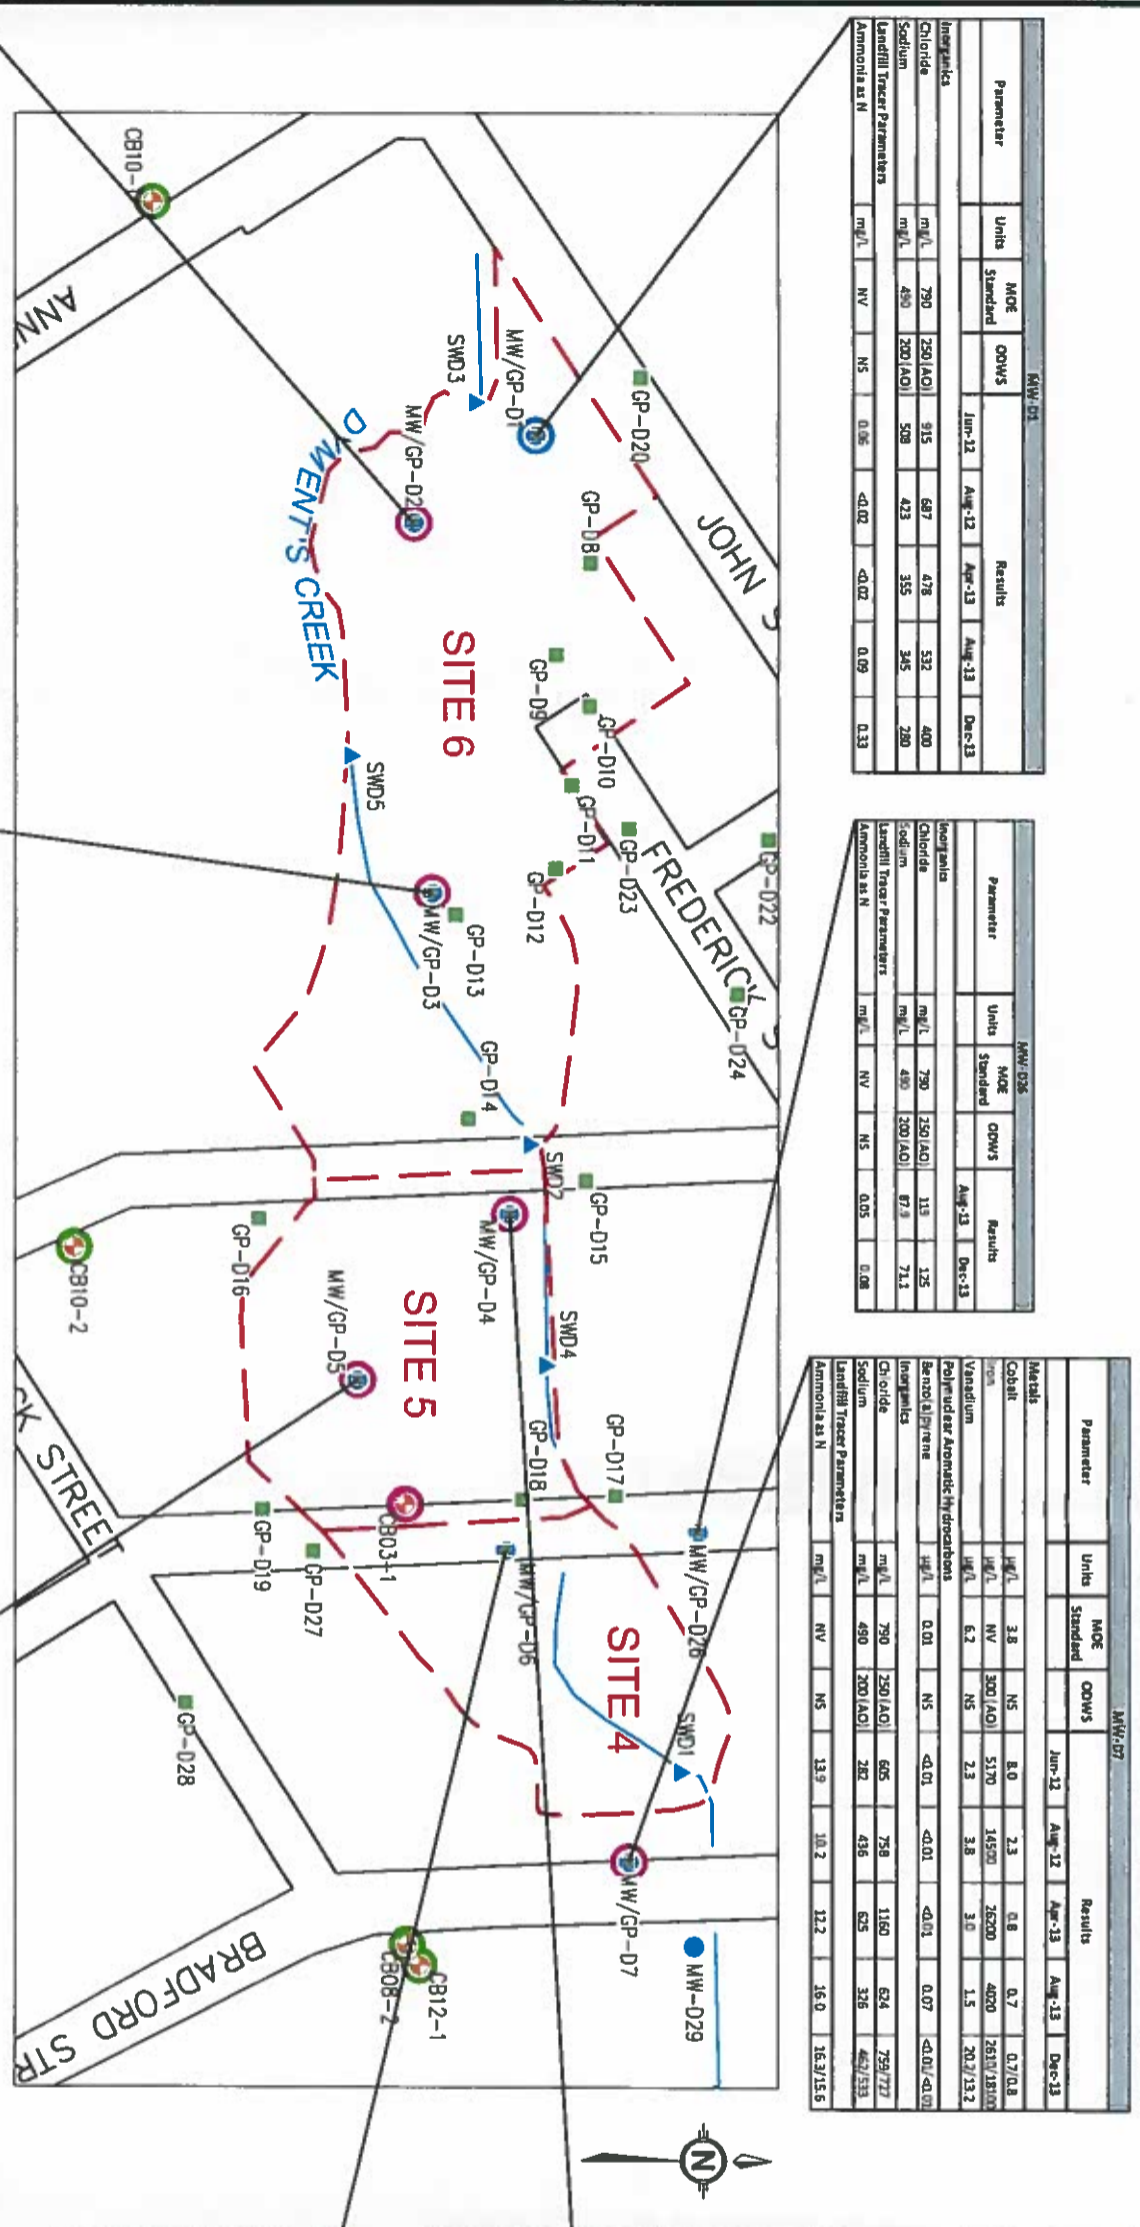 MW-D1
Parameter Units MOE Standard ODWS Results
Jun-12 Aug-12 Apr-13 Aug-13 Dec-13
Inorganics
Chloride mg/L 790 250 (AO) 915 687 478 532 400
Sodium mg/L 490 200 (AO) 508 423 355 345 280
Landfill Tracer Parameters
Ammonia as N mg/L NV NS 0.06 <0.02 <0.02 0.09 0.33
MW-D26
Parameter Units MOE Standard ODWS Results
Aug-13 Dec-13
Inorganics
Chloride mg/L 790 250 (AO) 119 125
Sodium mg/L 490 200 (AO) 87.9 71.1
Landfill Tracer Parameters
Ammonia as N mg/L NV NS 0.05 0.08
MW-D7
Parameter Units MOE Standard ODWS Results
Jun-12 Aug-12 Apr-13 Aug-13 Dec-13
Metals
Cobalt µg/L 3.8 NS 8.0 2.3 0.8 0.7 0.7/0.8
Iron µg/L NV 300 (AO) 5170 14500 26200 4020
Vanadium µg/L 6.2 NS 2.3 3.8 3.0 1.5 20.2/13.2
Polynuclear Aromatic Hydrocarbons
Benzo(a)pyrene µg/L 0.01 NS <0.01 <0.01 <0.01 0.07 <0.01/<0.01
Inorganics
Chloride mg/L 790 250 (AO) 605 758 1160 624 759/727
Sodium mg/L 490 200 (AO) 282 436 625 326 462/533
Landfill Tracer Parameters
Ammonia as N mg/L NV NS 13.9 10.2 12.2 16.0 16.3/15.6
JOHN S
GP-D20
GP-D8
MW/GP-D1
SWD3
MW/GP-D2
CB10-1
ANN
DYMENT'S CREEK
SITE 6
GP-D9
GP-D10
GP-D11
GP-D12
GP-D23
GP-D22
FREDERICK S
GP-D24
SWD5
GP-D13
MW/GP-D3
GP-D14
SWD2
GP-D15
MW/GP-D4
GP-D16
CB10-2
SITE 5
MW/GP-D5
SWD4
GP-D17
GP-D18
CB03-1
GP-D19
GP-D27
CK STREET
MW/GP-D26
MW/GP-D6
SITE 4
SWD1
GP-D28
MW/GP-D7
MW-D29
CB12-1
CB08-2
BRADFORD STR
N